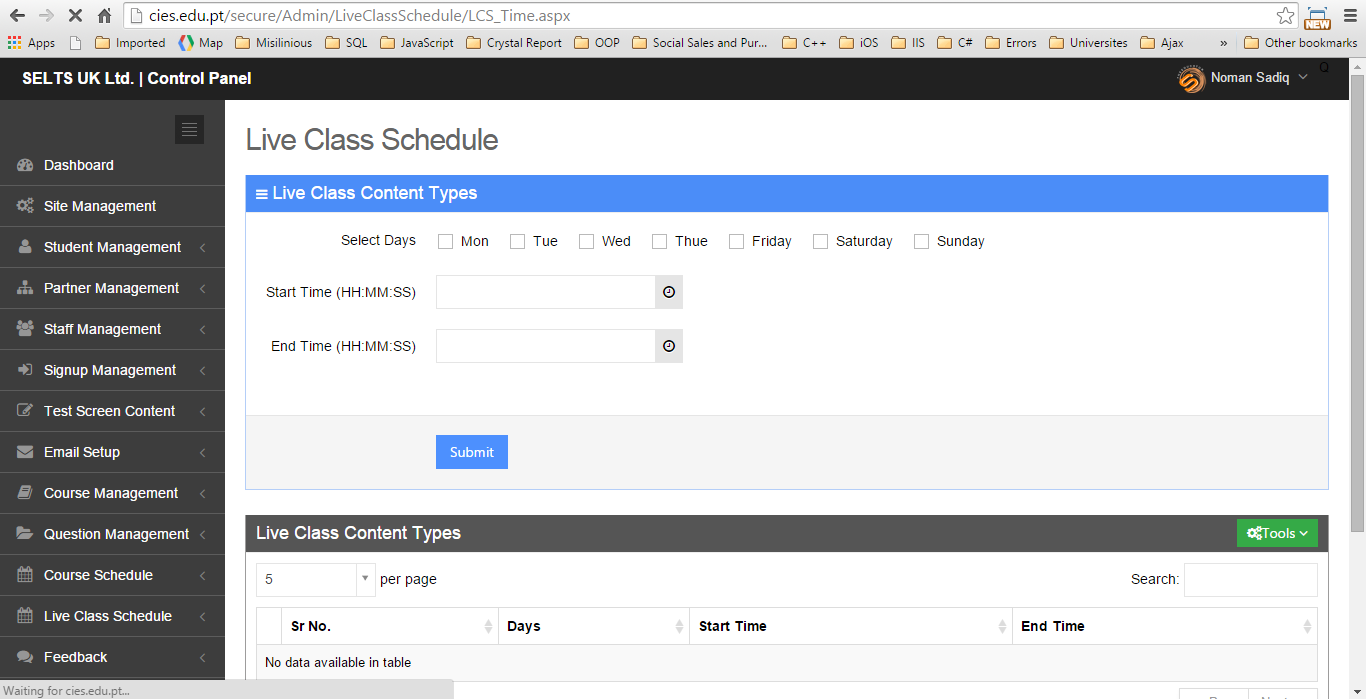 cies.edu.pt/secure/Admin/LiveClassSchedule/LCS_Time.aspx
NEW
Apps Imported Map Misilinious SQL JavaScript Crystal Report OOP Social Sales and Pur... C++ iOS IIS C# Errors Universites Ajax » Other bookmarks
SELTS UK Ltd. | Control Panel
Noman Sadiq
Q
Dashboard
Site Management
Student Management
Partner Management
Staff Management
Signup Management
Test Screen Content
Email Setup
Course Management
Question Management
Course Schedule
Live Class Schedule
Feedback
Live Class Schedule
Live Class Content Types
Select Days Mon Tue Wed Thue Friday Saturday Sunday
Start Time (HH:MM:SS)
End Time (HH:MM:SS)
Submit
Live Class Content Types
Tools
5 per page
Search:
Sr No. Days Start Time End Time
No data available in table
Waiting for cies.edu.pt...